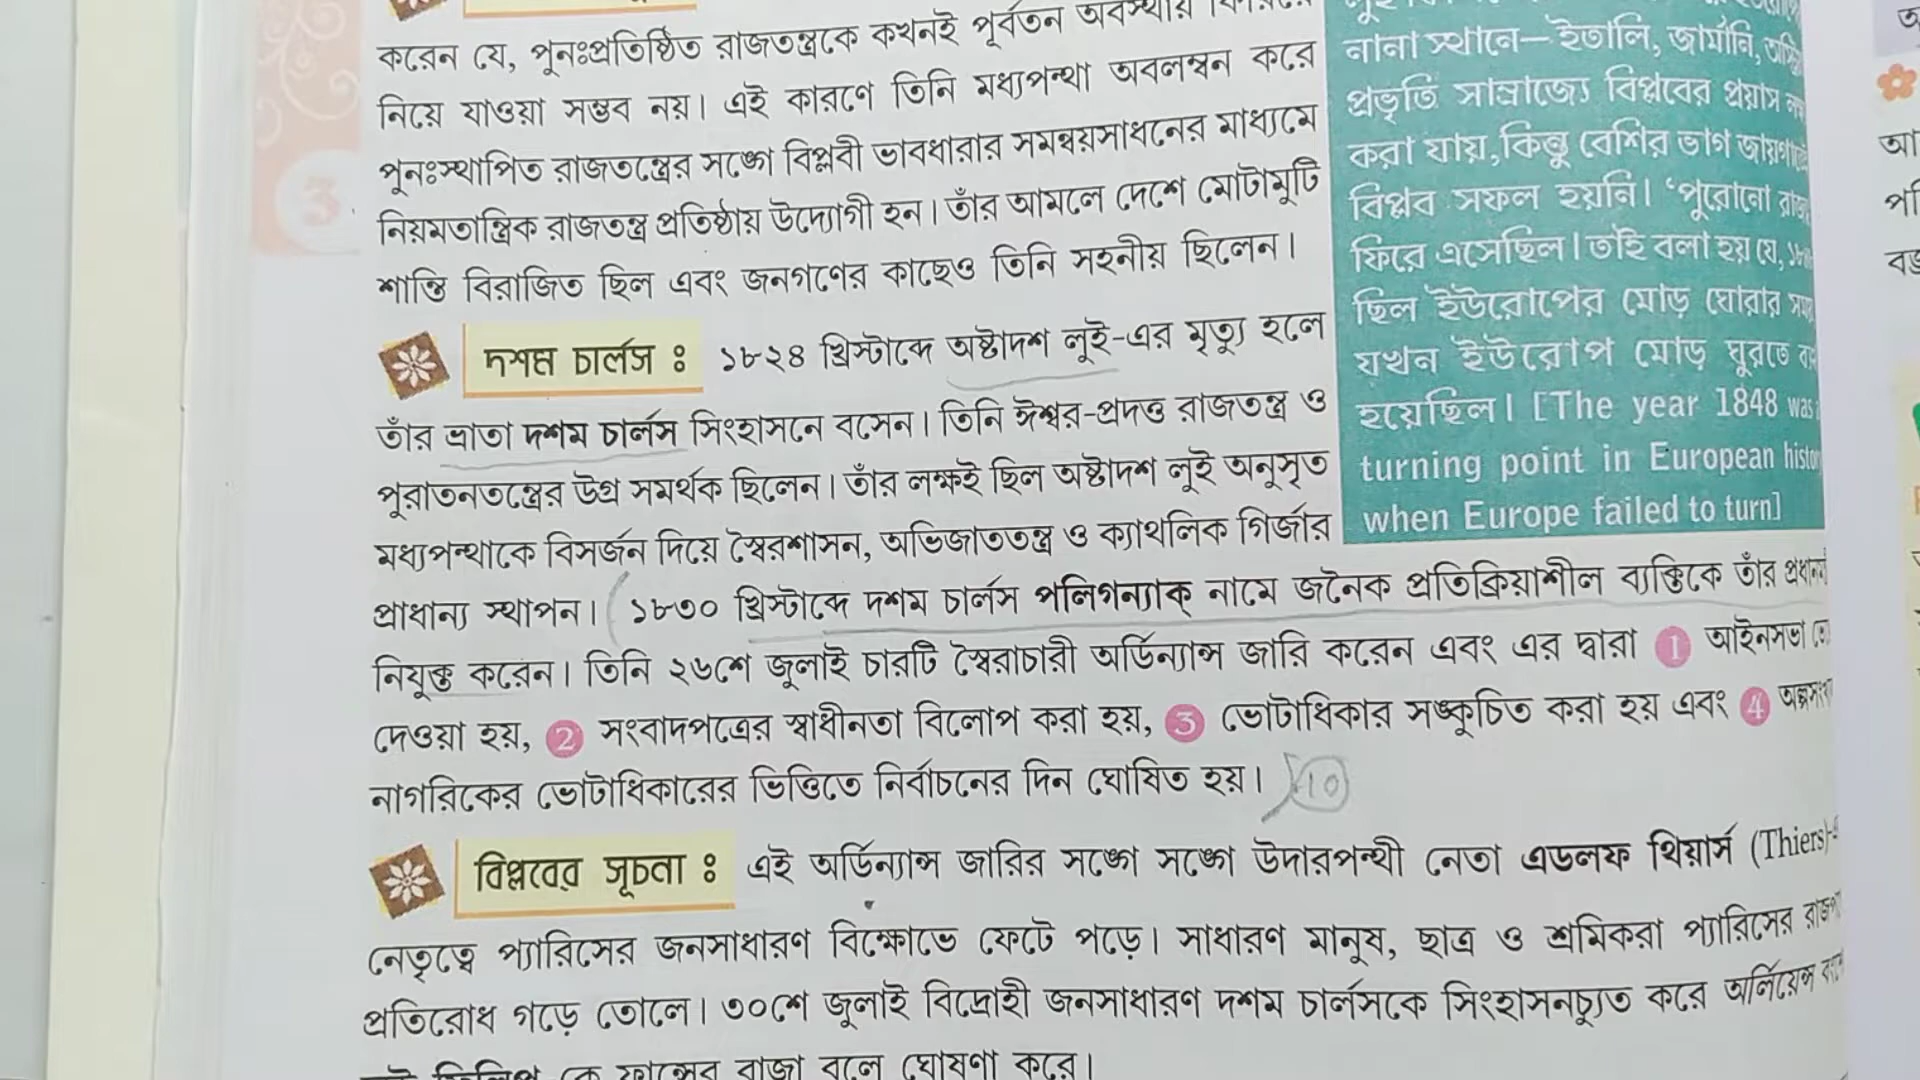 করেন যে, পুনঃপ্রতিষ্ঠিত রাজতন্ত্রকে কখনই পূর্বতন অবস্থায়
নিয়ে যাওয়া সম্ভব নয়। এই কারণে তিনি মধ্যপন্থা অবলম্বন করে
পুনঃস্থাপিত রাজতন্ত্রের সঙ্গে বিপ্লবী ভাবধারার সমন্বয়সাধনের মাধ্যমে
নিয়মতান্ত্রিক রাজতন্ত্র প্রতিষ্ঠায় উদ্যোগী হন। তাঁর আমলে দেশে মোটামুটি
শান্তি বিরাজিত ছিল এবং জনগণের কাছেও তিনি সহনীয় ছিলেন।
দশম চার্লস : ১৮২৪ খ্রিস্টাব্দে অষ্টাদশ লুই-এর মৃত্যু হলে
তাঁর ভ্রাতা দশম চার্লস সিংহাসনে বসেন। তিনি ঈশ্বর-প্রদত্ত রাজতন্ত্র ও
পুরাতনতন্ত্রের উগ্র সমর্থক ছিলেন। তাঁর লক্ষই ছিল অষ্টাদশ লুই অনুসৃত
মধ্যপন্থাকে বিসর্জন দিয়ে স্বৈরশাসন, অভিজাততন্ত্র ও ক্যাথলিক গির্জার
প্রাধান্য স্থাপন। (১৮৩০ খ্রিস্টাব্দে দশম চার্লস পলিগন্যাক্ নামে জনৈক প্রতিক্রিয়াশীল ব্যক্তিকে তাঁর
নিযুক্ত করেন। তিনি ২৬শে জুলাই চারটি স্বৈরাচারী অর্ডিন্যান্স জারি করেন এবং এর দ্বারা 1 আইনসভা
দেওয়া হয়, 2 সংবাদপত্রের স্বাধীনতা বিলোপ করা হয়, 3 ভোটাধিকার সঙ্কুচিত করা হয় এবং 4
নাগরিকের ভোটাধিকারের ভিত্তিতে নির্বাচনের দিন ঘোষিত হয়।) 10
বিপ্লবের সূচনা : এই অর্ডিন্যান্স জারির সঙ্গে সঙ্গে উদারপন্থী নেতা এডলফ থিয়ার্স (Thiers)
নেতৃত্বে প্যারিসের জনসাধারণ বিক্ষোভে ফেটে পড়ে। সাধারণ মানুষ, ছাত্র ও শ্রমিকরা প্যারিসের
প্রতিরোধ গড়ে তোলে। ৩০শে জুলাই বিদ্রোহী জনসাধারণ দশম চার্লসকে সিংহাসনচ্যুত করে অর্লিয়েন্স
ফ্রান্সের রাজা বলে ঘোষণা করে।
নানা স্থানে— ইতালি, জার্মানি,
প্রভৃতি সাম্রাজ্যে বিপ্লবের প্রয়াস
করা যায়, কিন্তু বেশির ভাগ
বিপ্লব সফল হয়নি। 'পুরোনো
ফিরে এসেছিল। তাই বলা হয় যে,
ছিল ইউরোপের মোড় ঘোরার
যখন ইউরোপ মোড় ঘুরতে
হয়েছিল। [The year 1848 was
turning point in European
when Europe failed to turn]
3